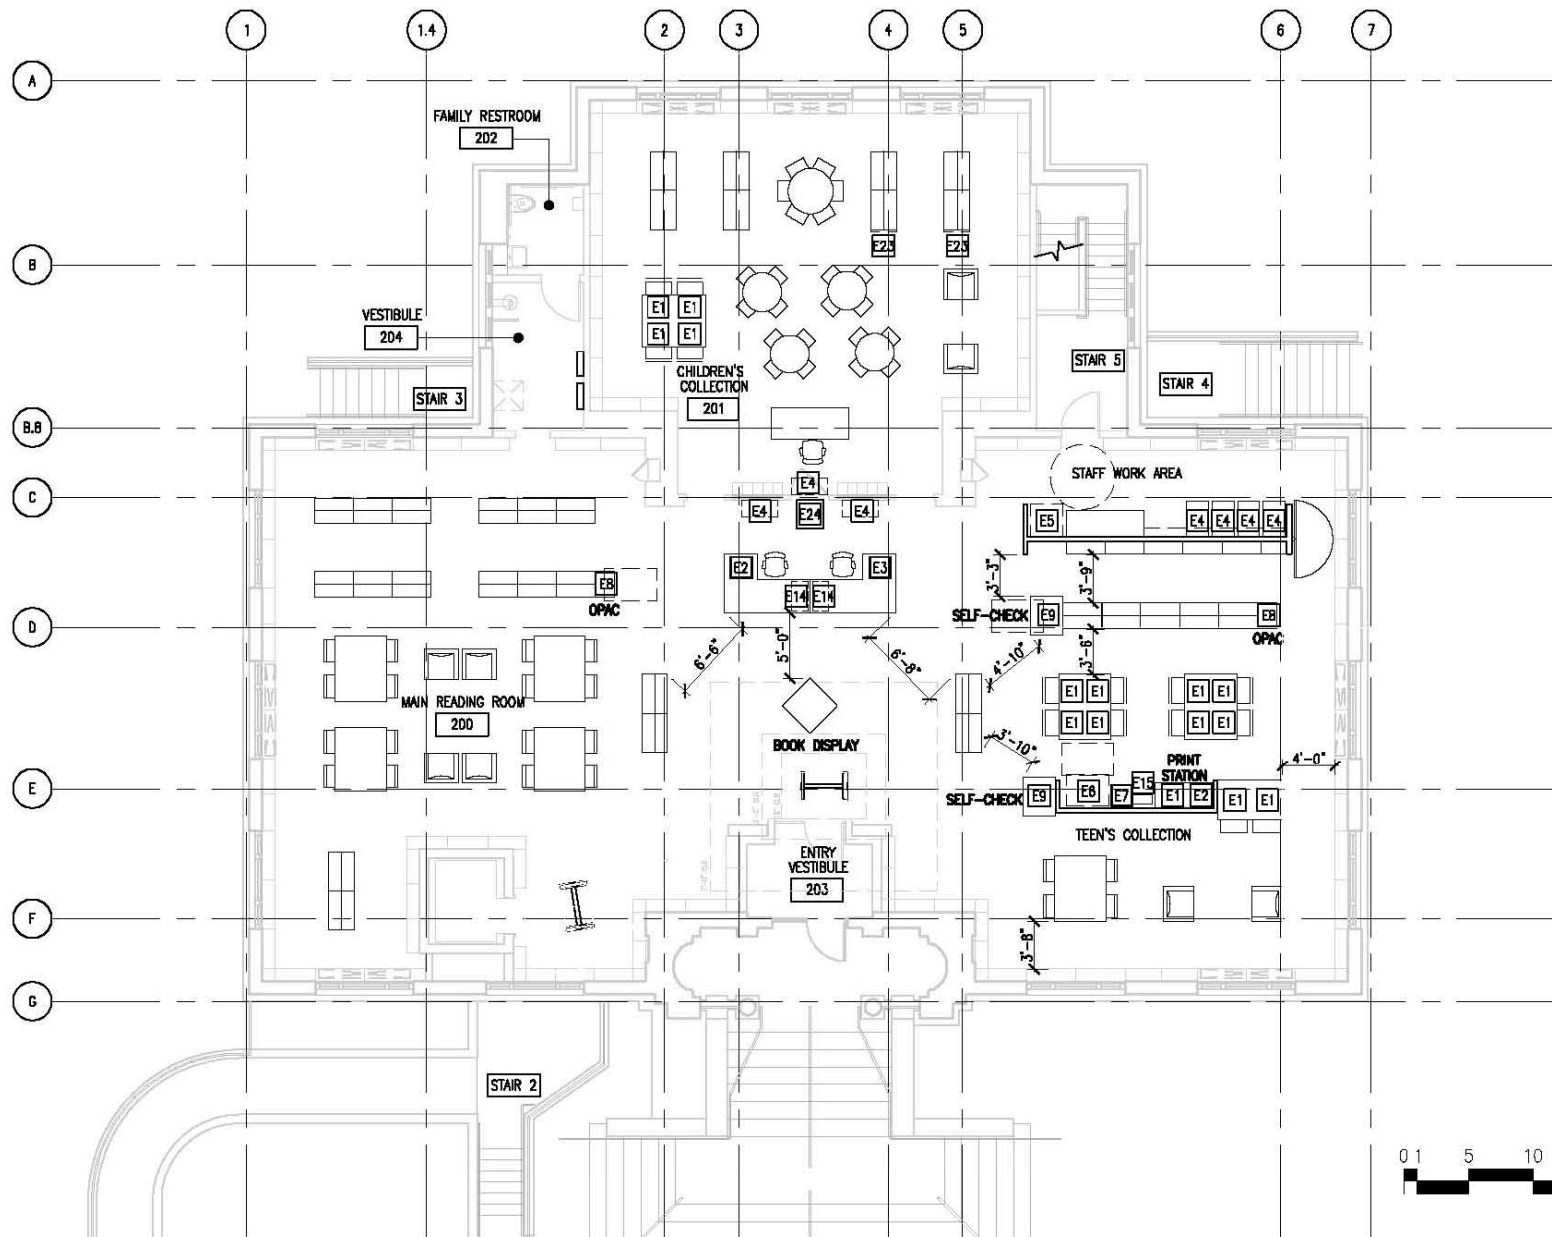 1 1.4 2 3 4 5 6 7
A
FAMILY RESTROOM
202
E23 E23
B
E1 E1
E1 E1
VESTIBULE
204
STAIR 5
STAIR 4
CHILDREN'S
COLLECTION
201
STAIR 3
B.8
STAFF WORK AREA
C
E4
E4 E24 E4
E5 E4 E4 E4 E4
3'-3" 3'-9"
E2 E3
E8
OPAC
E14 E14
SELF-CHECK E9 E8
OPAC
D
6'-6" 5'-0" 6'-8" 4'-10" 3'-6"
E1 E1 E1 E1
MAIN READING ROOM
200
E1 E1 E1 E1
BOOK DISPLAY
3'-10"
PRINT
STATION
4'-0"
E
SELF-CHECK E9 E6 E7 E15 E1 E2 E1 E1
TEEN'S COLLECTION
ENTRY
VESTIBULE
203
F
3'-8"
G
STAIR 2
0 1 5 10